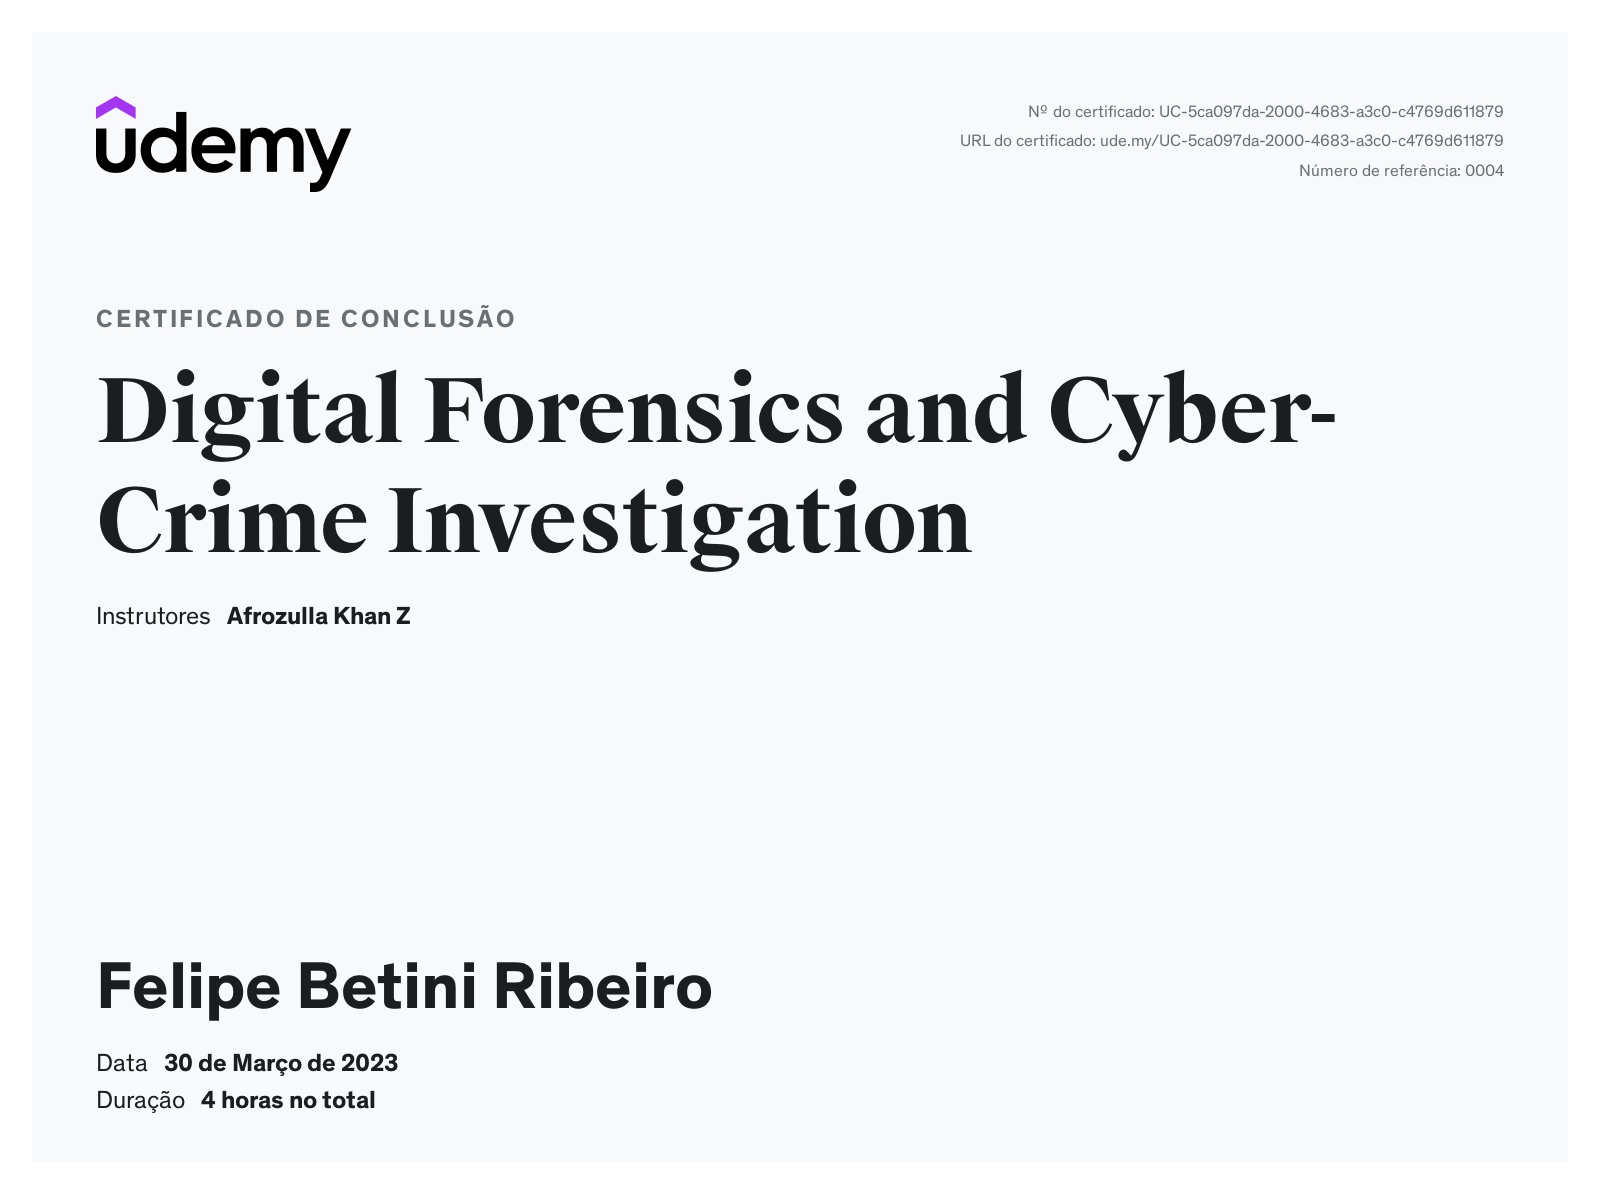 udemy
Nº do certificado: UC-5ca097da-2000-4683-a3c0-c4769d611879
URL do certificado: ude.my/UC-5ca097da-2000-4683-a3c0-c4769d611879
Número de referência: 0004
CERTIFICADO DE CONCLUSÃO
Digital Forensics and Cyber-
Crime Investigation
Instrutores Afrozulla Khan Z
Felipe Betini Ribeiro
Data 30 de Março de 2023
Duração 4 horas no total